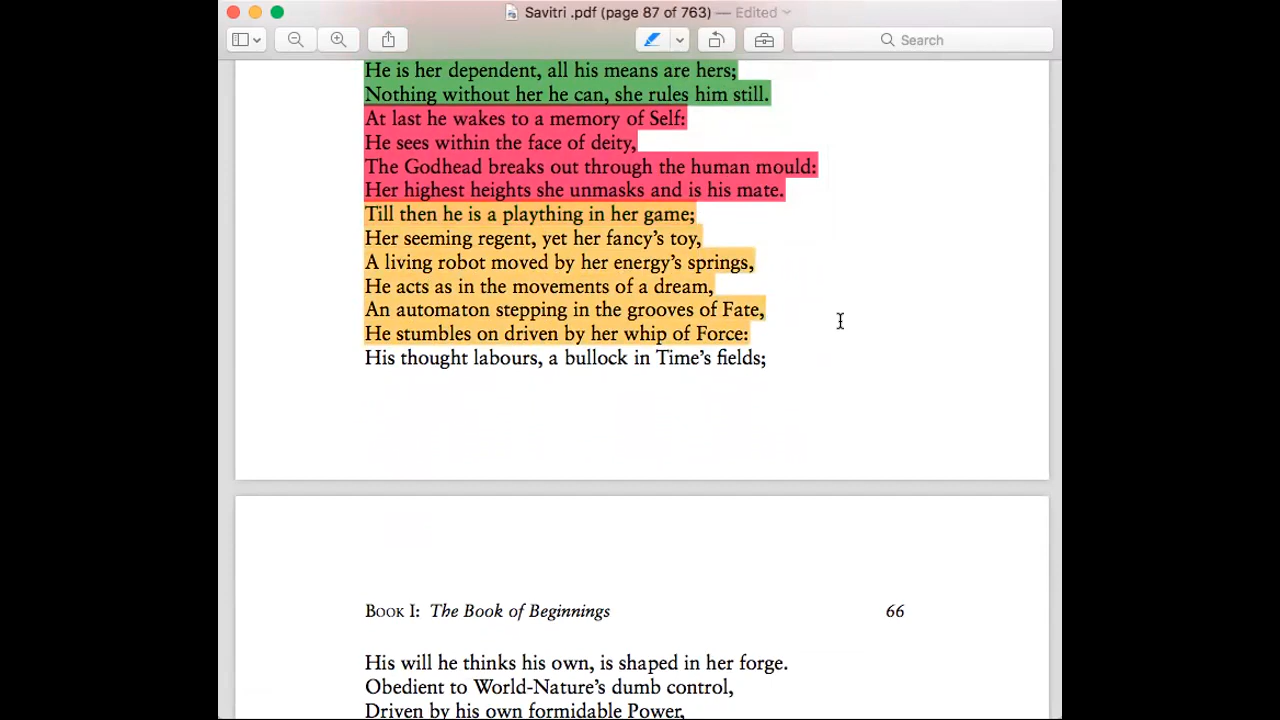 Savitri .pdf (page 87 of 763) — Edited
Search
He is her dependent, all his means are hers;
Nothing without her he can, she rules him still.
At last he wakes to a memory of Self:
He sees within the face of deity,
The Godhead breaks out through the human mould:
Her highest heights she unmasks and is his mate.
Till then he is a plaything in her game;
Her seeming regent, yet her fancy's toy,
A living robot moved by her energy's springs,
He acts as in the movements of a dream,
An automaton stepping in the grooves of Fate,
He stumbles on driven by her whip of Force:
His thought labours, a bullock in Time's fields;
Book I: The Book of Beginnings 66
His will he thinks his own, is shaped in her forge.
Obedient to World-Nature's dumb control,
Driven by his own formidable Power,